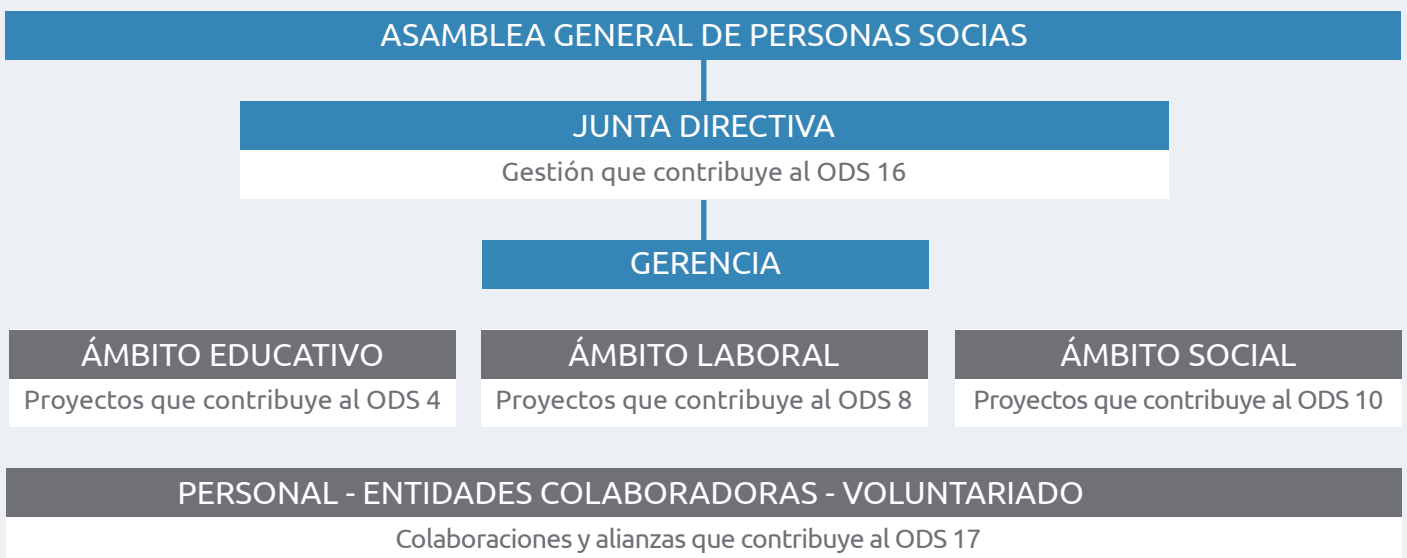 ASAMBLEA GENERAL DE PERSONAS SOCIAS
JUNTA DIRECTIVA
Gestión que contribuye al ODS 16
GERENCIA
ÁMBITO EDUCATIVO
Proyectos que contribuye al ODS 4
ÁMBITO LABORAL
Proyectos que contribuye al ODS 8
ÁMBITO SOCIAL
Proyectos que contribuye al ODS 10
PERSONAL - ENTIDADES COLABORADORAS - VOLUNTARIADO
Colaboraciones y alianzas que contribuye al ODS 17